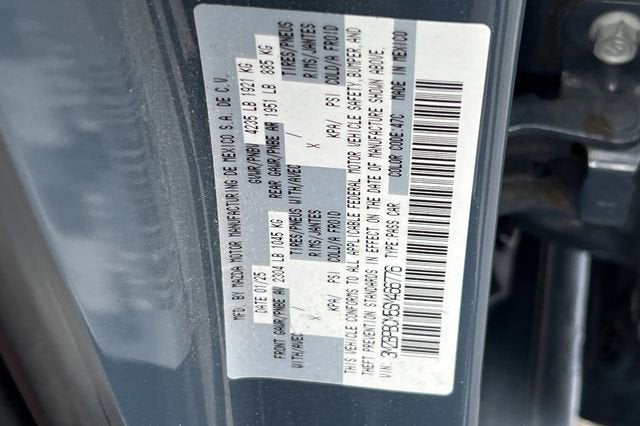 MFD BY MAZDA MOTOR MANUFACTURING DE MEXICO S.A. DE C.V.
DATE 01/25 GVWR/PNBV 4235 LB 1921 KG
FRONT GAWR/PNBE AV 2304 LB 1045 KG REAR GAWR/PNBE AR 1951 LB 885 KG
WITH/AVEC / TIRES/PNEUS WITH/AVEC / TIRES/PNEUS
X RIMS/JANTES X RIMS/JANTES
KPA/ PSI COLD/A FROID KPA/ PSI COLD/A FROID
THIS VEHICLE CONFORMS TO ALL APPLICABLE FEDERAL MOTOR VEHICLE SAFETY, BUMPER, AND
THEFT PREVENTION STANDARDS IN EFFECT ON THE DATE OF MANUFACTURE SHOWN ABOVE.
VIN: 3MZBPBCM5SM466776 TYPE:PASS CAR COLOR CODE:47C MADE IN MEXICO